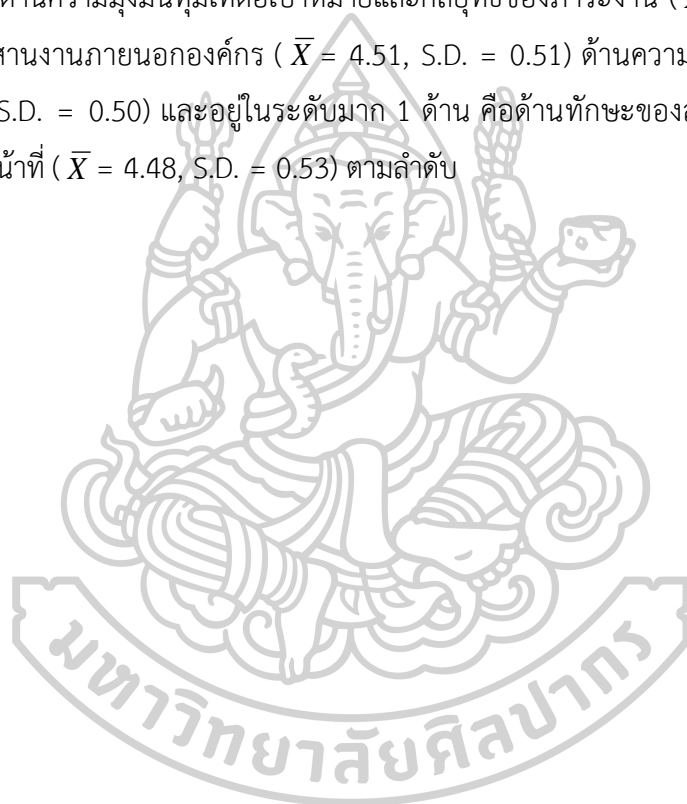 ด้านความมุ่งมั่นทุ่มเทต่อเป้าหมายและกลยุทธ์ของภาระงาน (
สานงานภายนอกองค์กร ( X̄ = 4.51, S.D. = 0.51) ด้านความ
S.D. = 0.50) และอยู่ในระดับมาก 1 ด้าน คือด้านทักษะของ
น้าที่ ( X̄ = 4.48, S.D. = 0.53) ตามลำดับ
มหาวิทยาลัยศิลปากร